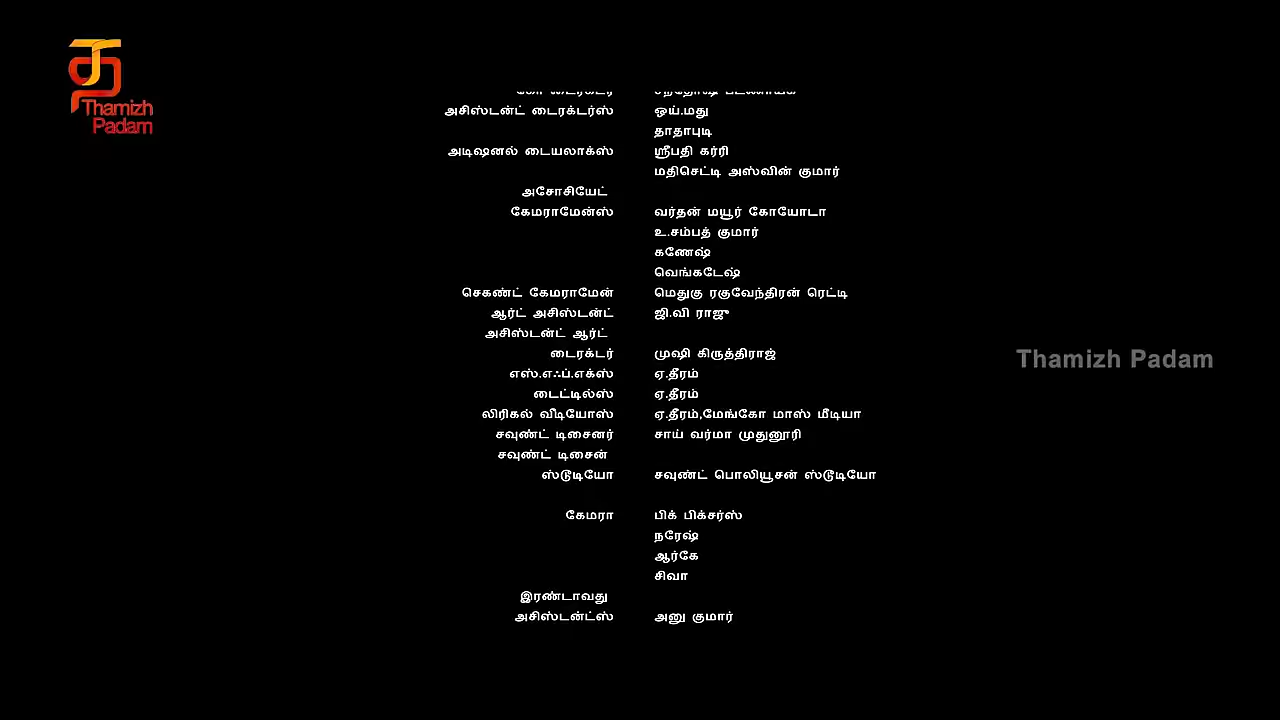 த
Thamizh
Padam
அசிஸ்டன்ட் டைரக்டர்ஸ் ஒய்.மது
தாதாபுடி
அடிஷனல் டையலாக்ஸ் ஸ்ரீபதி கர்ரி
மதிசெட்டி அஸ்வின் குமார்
அசோசியேட்
கேமராமேன்ஸ் வர்தன் மயூர் கோயோடா
உ.சம்பத் குமார்
கணேஷ்
வெங்கடேஷ்
செகண்ட் கேமராமேன் மெதுகு ரகுவேந்திரன் ரெட்டி
ஆர்ட் அசிஸ்டன்ட் ஜி.வி ராஜு
அசிஸ்டன்ட் ஆர்ட்
டைரக்டர் முஷி கிருத்திராஜ்
எஸ்.எஃப்.எக்ஸ் ஏ.தீரம்
டைட்டில்ஸ் ஏ.தீரம்
லிரிகல் வீடியோஸ் ஏ.தீரம்,மேங்கோ மாஸ் மீடியா
சவுண்ட் டிசைனர் சாய் வர்மா முதுனூரி
சவுண்ட் டிசைன்
ஸ்டூடியோ சவுண்ட் பொலியூசன் ஸ்டூடியோ
கேமரா பிக் பிக்சர்ஸ்
நரேஷ்
ஆர்கே
சிவா
இரண்டாவது
அசிஸ்டன்ட்ஸ் அனு குமார்
Thamizh Padam